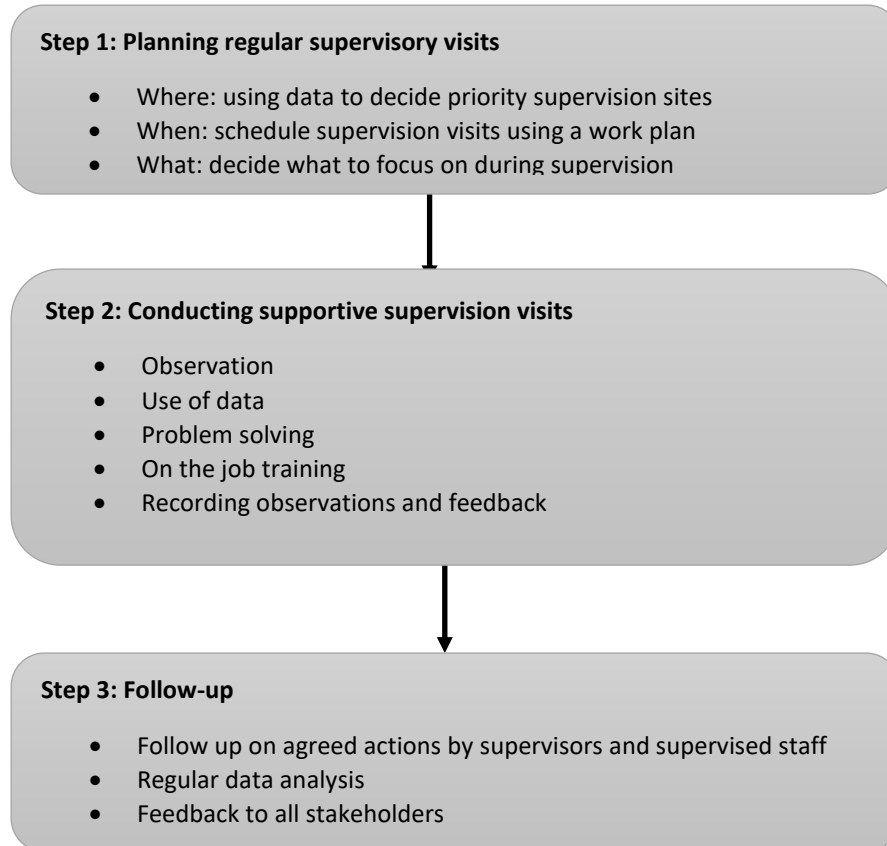 Step 1: Planning regular supervisory visits
• Where: using data to decide priority supervision sites
• When: schedule supervision visits using a work plan
• What: decide what to focus on during supervision
Step 2: Conducting supportive supervision visits
• Observation
• Use of data
• Problem solving
• On the job training
• Recording observations and feedback
Step 3: Follow-up
• Follow up on agreed actions by supervisors and supervised staff
• Regular data analysis
• Feedback to all stakeholders